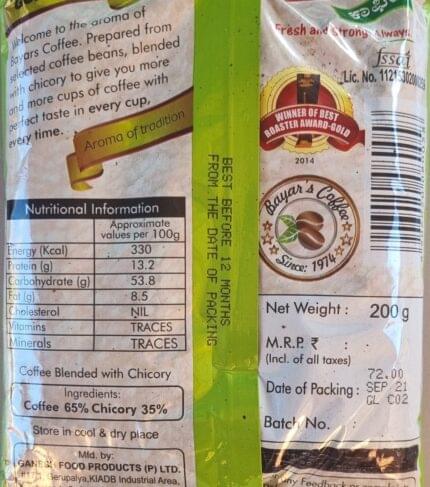 Welcome to the aroma of
Bayars Coffee. Prepared from
selected coffee beans, blended
with chicory to give you more
and more cups of coffee with
perfect taste in every cup,
every time.
Aroma of tradition
Nutritional Information
Approximate
values per 100g
Energy (Kcal) 330
Protein (g) 13.2
Carbohydrate (g) 53.8
Fat (g) 8.5
Cholesterol NIL
Vitamins TRACES
Minerals TRACES
Coffee Blended with Chicory
Ingredients:
Coffee 65% Chicory 35%
Store in cool & dry place
Mfd. by:
GANESH FOOD PRODUCTS (P) LTD.
KIADB Industrial Area,
BEST BEFORE 12 MONTHS
FROM THE DATE OF PACKING
Fresh and Strong Always
fssai
Lic. No.
WINNER OF BEST
ROASTER AWARD-GOLD
2014
Bayar's Coffee
Since: 1974
Net Weight : 200 g
M.R.P. ₹ :
(Incl. of all taxes)
72.00
Date of Packing : SEP 21
GL C02
Batch No. :
Feedback or